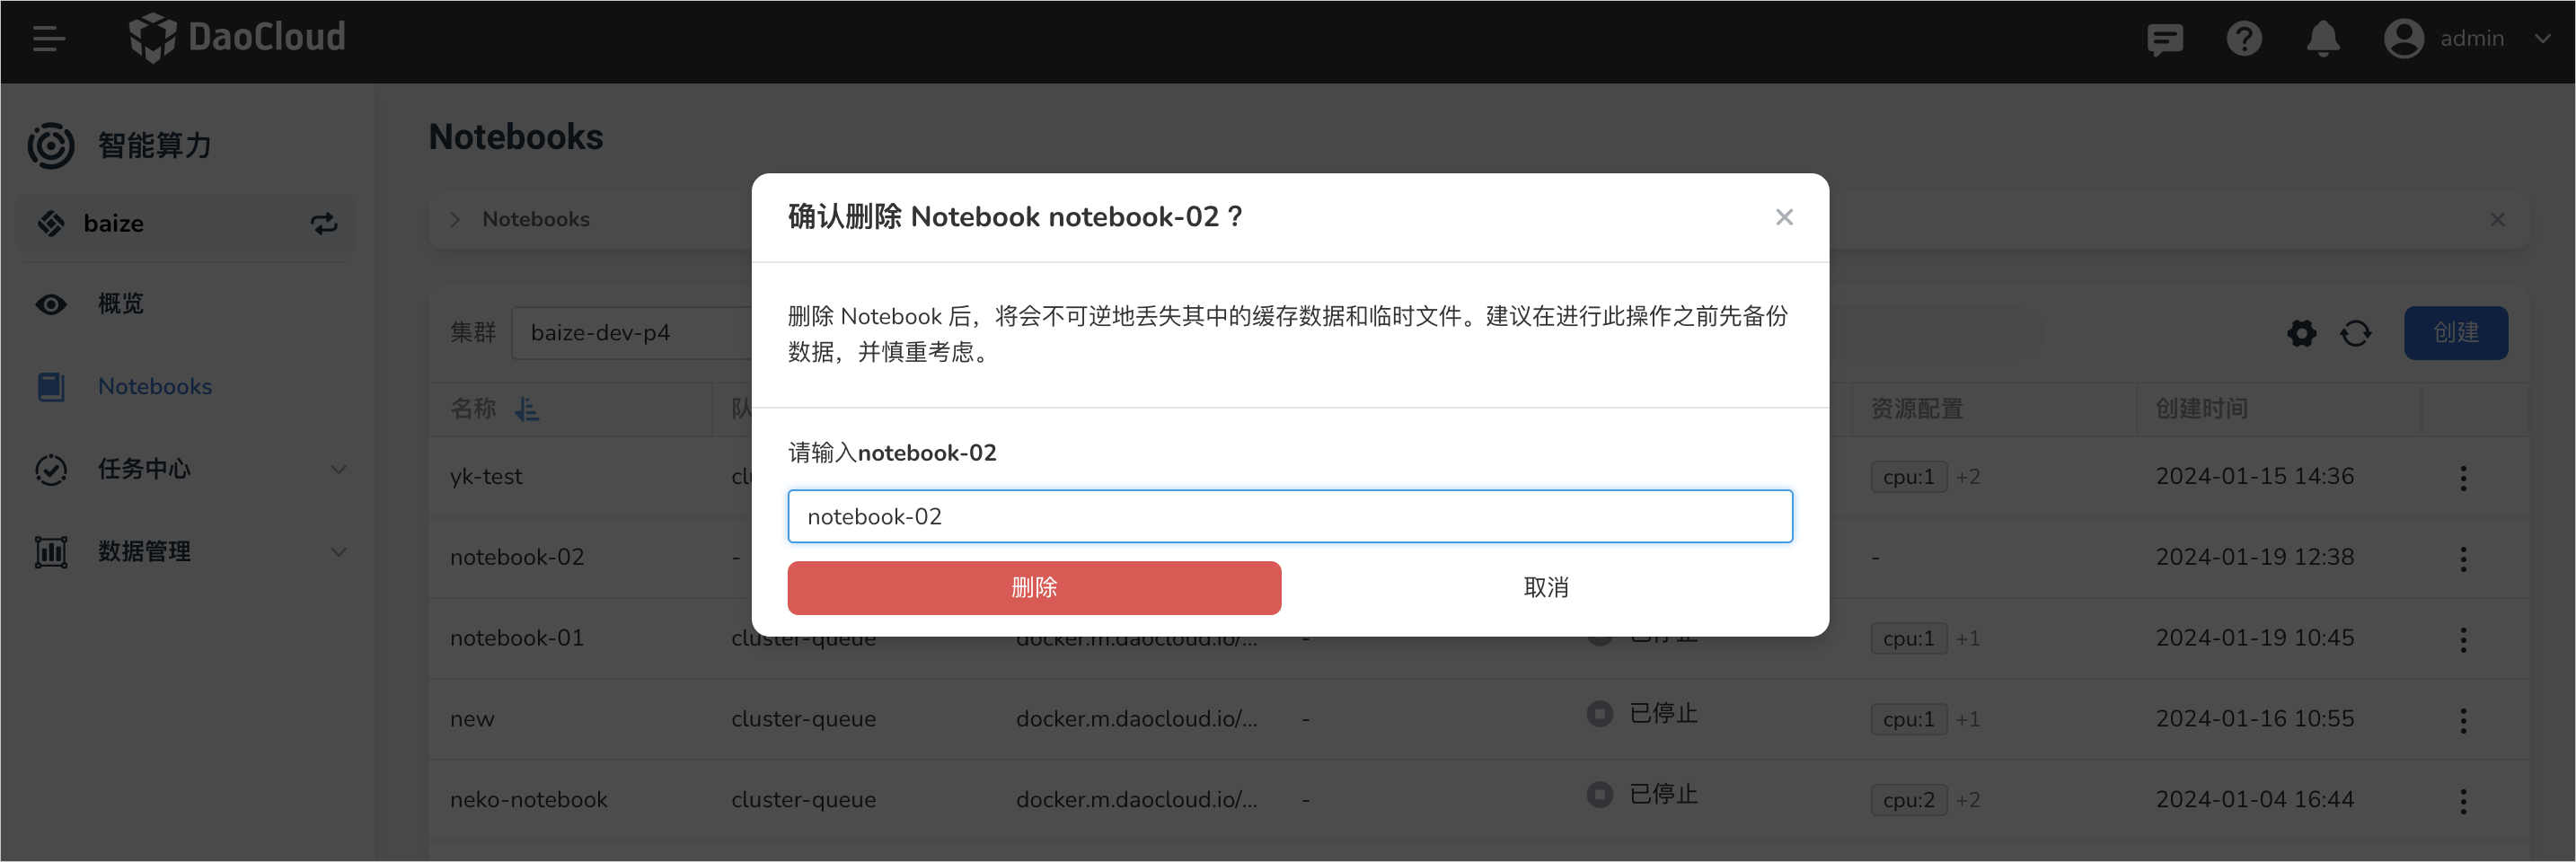 DaoCloud
admin
智能算力
baize
概览
Notebooks
任务中心
数据管理
Notebooks
Notebooks
集群 baize-dev-p4
创建
名称 资源配置 创建时间
yk-test cpu:1 +2 2024-01-15 14:36
notebook-02 - - 2024-01-19 12:38
notebook-01 cluster-queue docker.m.daocloud.io/... - 已停止 cpu:1 +1 2024-01-19 10:45
new cluster-queue docker.m.daocloud.io/... - 已停止 cpu:1 +1 2024-01-16 10:55
neko-notebook cluster-queue docker.m.daocloud.io/... - 已停止 cpu:2 +2 2024-01-04 16:44
确认删除 Notebook notebook-02？
删除 Notebook 后，将会不可逆地丢失其中的缓存数据和临时文件。建议在进行此操作之前先备份
数据，并慎重考虑。
请输入notebook-02
notebook-02
删除 取消